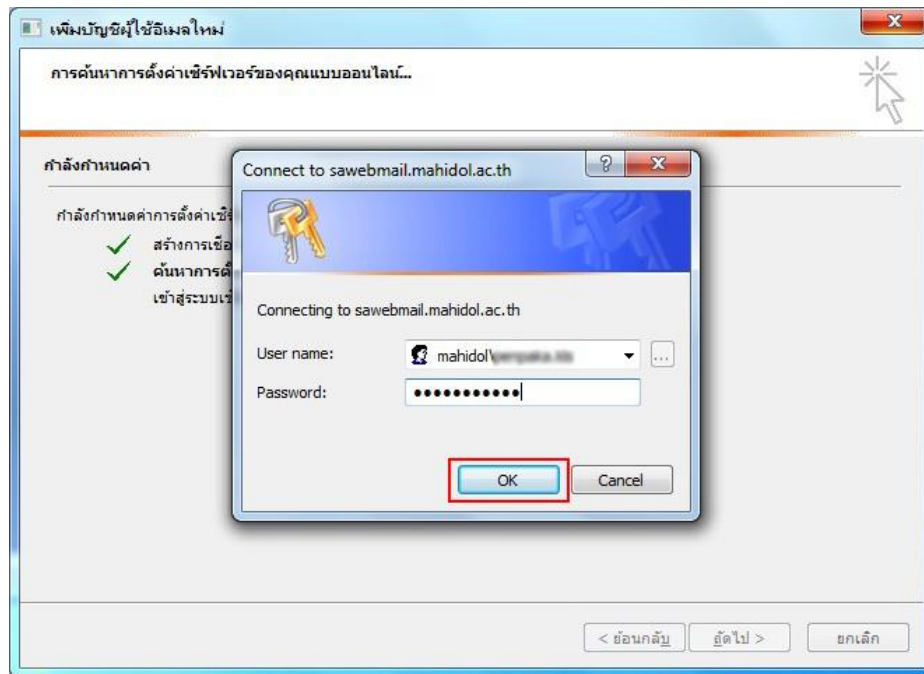 เพิ่มบัญชีผู้ใช้อีเมลใหม่
การค้นหาการตั้งค่าเซิร์ฟเวอร์ของคุณแบบออนไลน์...
กำลังกำหนดค่า
กำลังกำหนดค่าการตั้งค่าเซิร์
สร้างการเชื่อ
ค้นหาการตั้
เข้าสู่ระบบเซิ
Connect to sawebmail.mahidol.ac.th
Connecting to sawebmail.mahidol.ac.th
User name:
mahidol\
...
Password:
OK
Cancel
< ย้อนกลับ
ถัดไป >
ยกเลิก